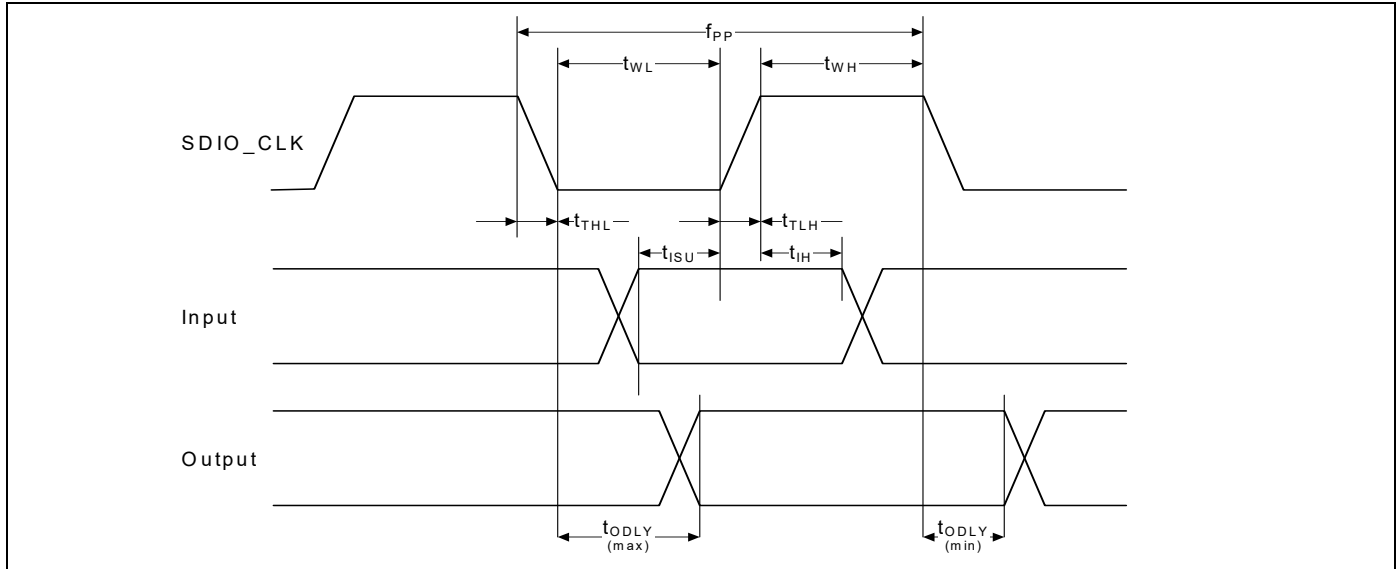 fPP
tWL
tWH
SDIO_CLK
tTHL
tTLH
tISU
tIH
Input
Output
tODLY
(max)
tODLY
(min)